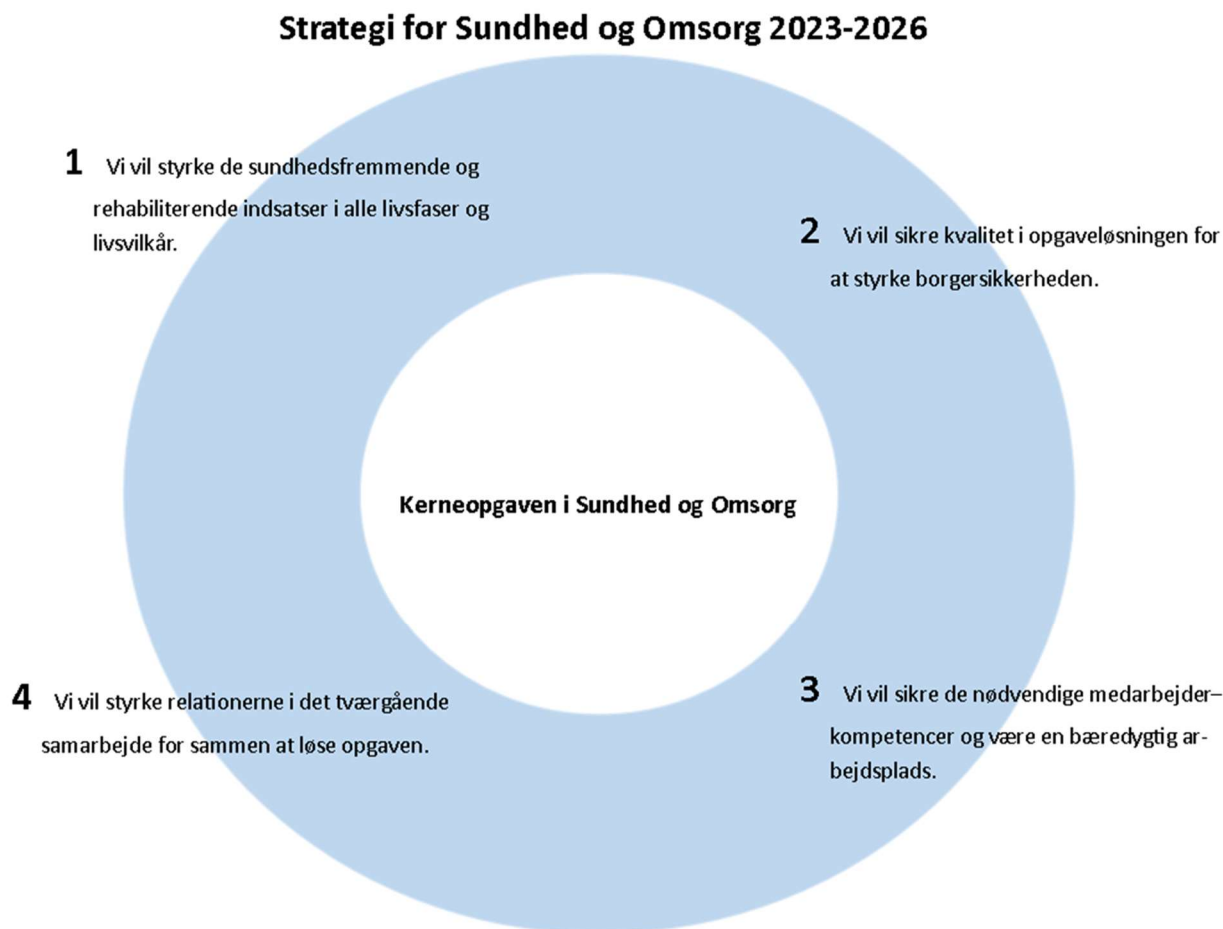 Strategi for Sundhed og Omsorg 2023-2026
1 Vi vil styrke de sundhedsfremmende og
rehabiliterende indsatser i alle livsfaser og
livsvilkår.
2 Vi vil sikre kvalitet i opgaveløsningen for
at styrke borgersikkerheden.
Kerneopgaven i Sundhed og Omsorg
3 Vi vil sikre de nødvendige medarbejder–
kompetencer og være en bæredygtig ar-
bejdsplads.
4 Vi vil styrke relationerne i det tværgående
samarbejde for sammen at løse opgaven.